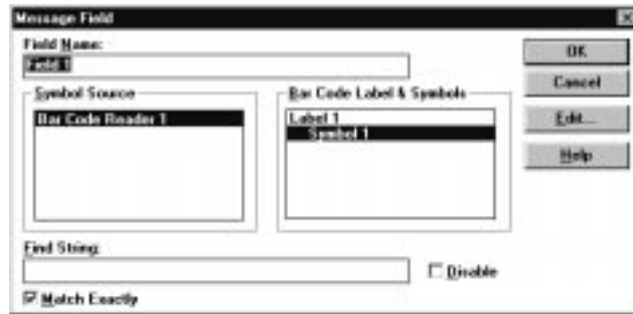 Message Field
Field Name:
Field 1
OK
Cancel
Edit...
Help
Symbol Source
Bar Code Reader 1
Bar Code Label & Symbols
Label 1
Symbol 1
Find String:
Disable
Match Exactly